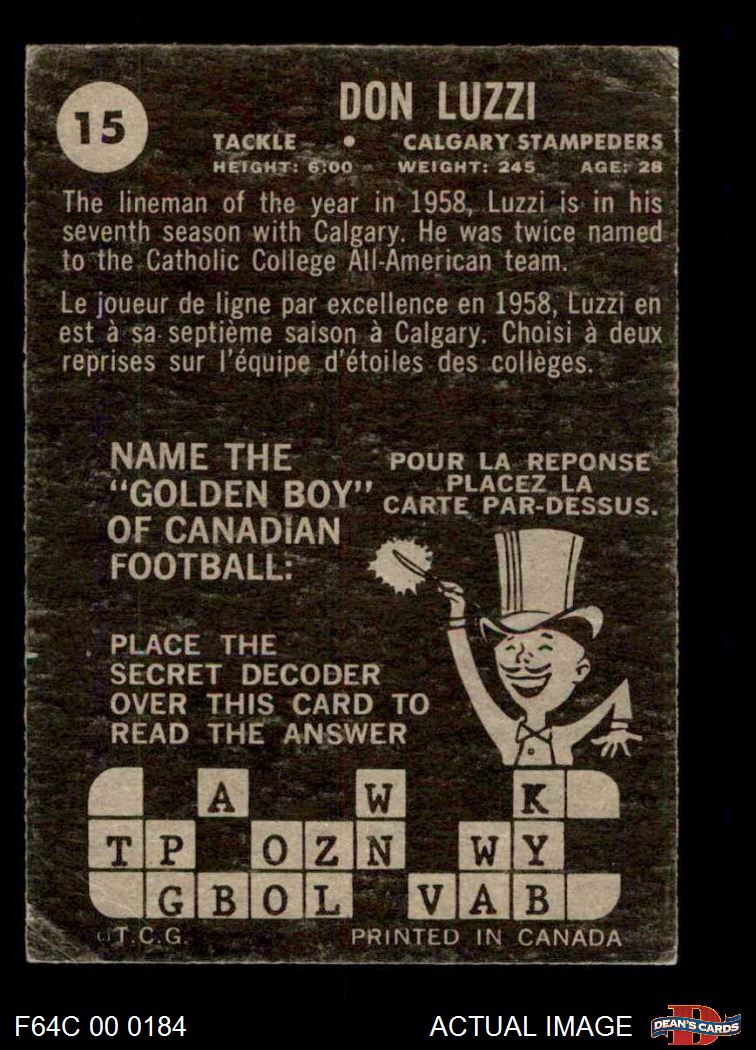 15
DON LUZZI
TACKLE • CALGARY STAMPEDERS
HEIGHT: 6:00 WEIGHT: 245 AGE: 28
The lineman of the year in 1958, Luzzi is in his
seventh season with Calgary. He was twice named
to the Catholic College All-American team.
Le joueur de ligne par excellence en 1958, Luzzi en
est à sa septième saison à Calgary. Choisi à deux
reprises sur l'équipe d'étoiles des collèges.
NAME THE
"GOLDEN BOY"
OF CANADIAN
FOOTBALL:
POUR LA REPONSE
PLACEZ LA
CARTE PAR-DESSUS.
PLACE THE
SECRET DECODER
OVER THIS CARD TO
READ THE ANSWER
A W K
T P O Z N W Y
G B O L V A B
T.C.G. PRINTED IN CANADA
F64C 00 0184 ACTUAL IMAGE
D
DEAN'S CARDS